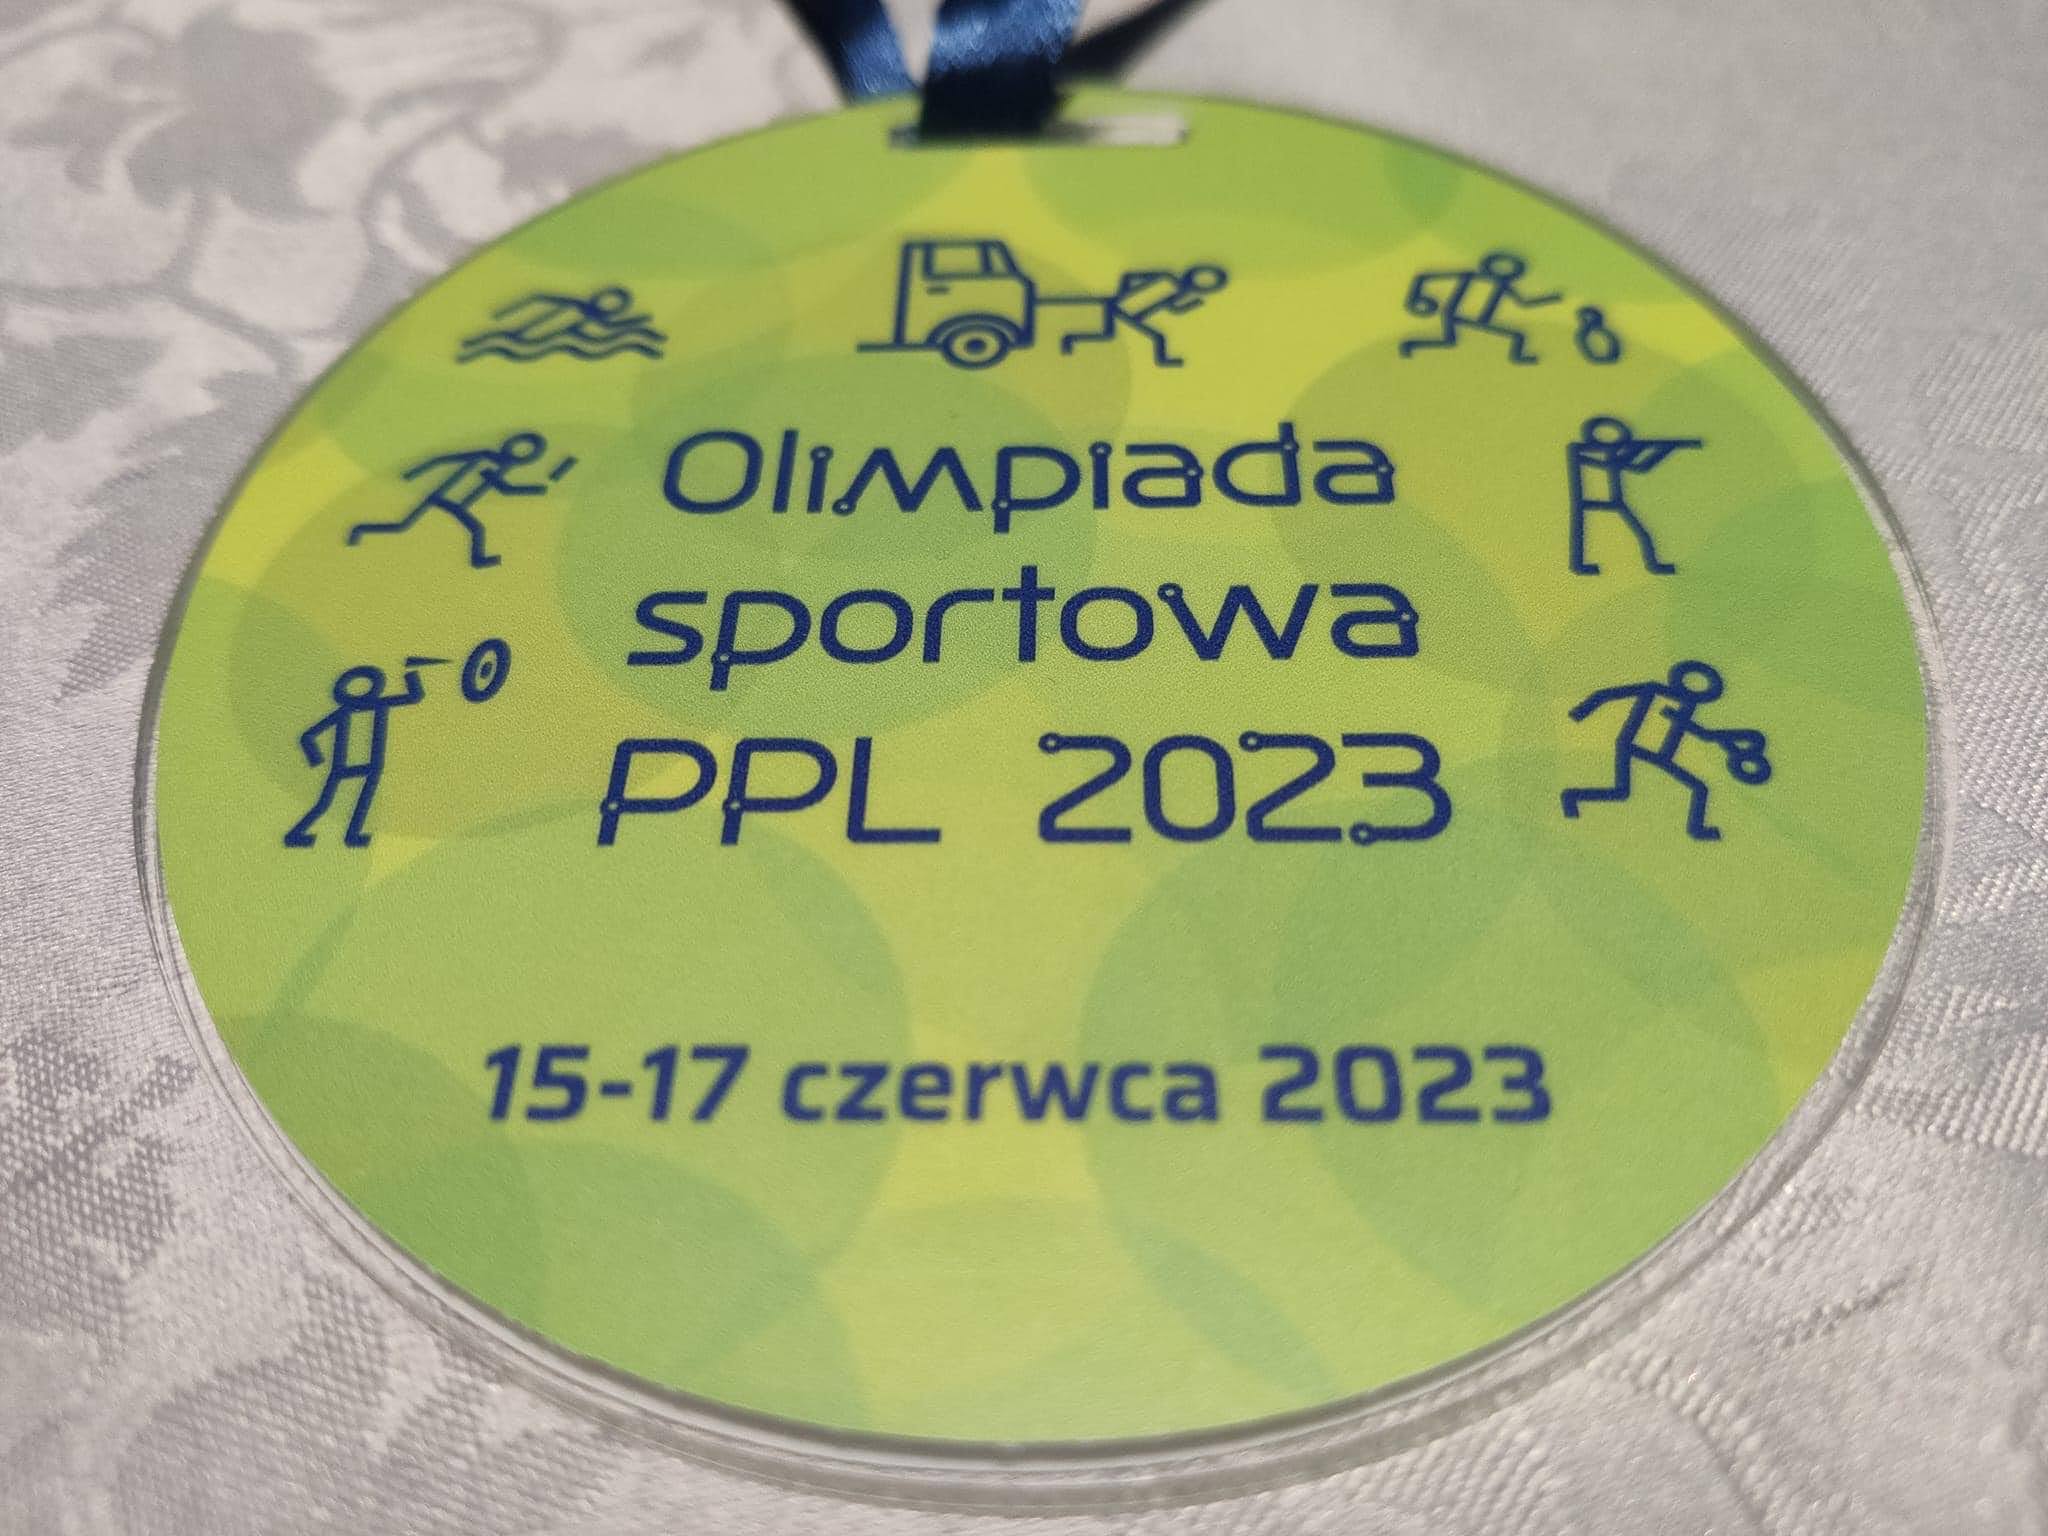 Olimpiada
sportowa
PPL 2023
15-17 czerwca 2023